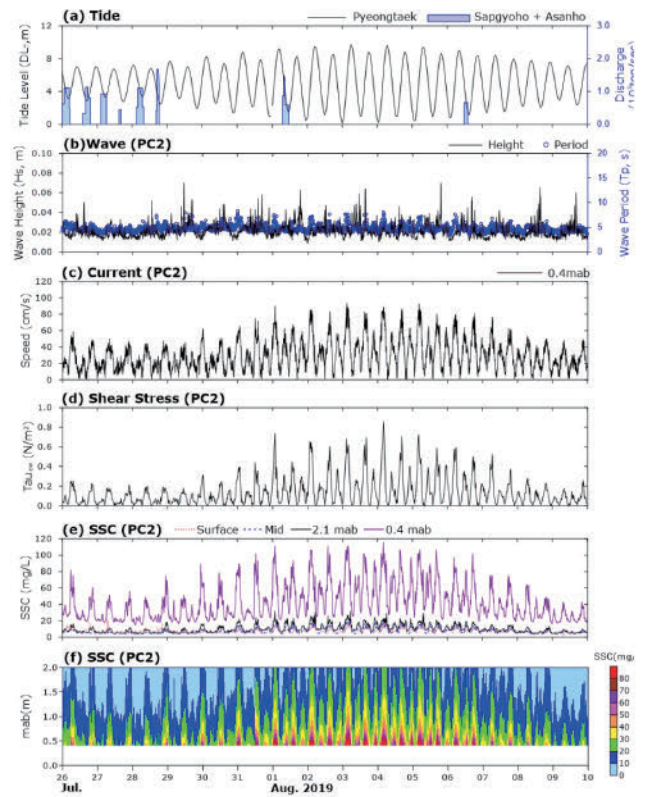 (a) Tide
Pyeongtaek
Sapgyoho + Asanho
Tide Level (DL-,m)
12
8
4
0
3.0
2.0
1.0
0.0
Discharge
(b)Wave (PC2)
Height
Period
Wave Height (Hs, m)
0.10
0.08
0.06
0.04
0.02
0.00
20
15
10
5
0
Wave Period (Tp, s)
(c) Current (PC2)
0.4mab
Speed (cm/s)
120
100
80
60
40
20
0
(d) Shear Stress (PC2)
(N/m²)
1.0
0.8
0.6
0.4
0.2
0.0
(e) SSC (PC2)
Surface
Mid
2.1 mab
0.4 mab
SSC (mg/L)
120
100
80
60
40
20
0
(f) SSC (PC2)
SSC(mg/
mab(m)
2.0
1.5
1.0
0.5
0.0
80
70
60
50
40
30
20
10
0
26 27 28 29 30 31 01 02 03 04 05 06 07 08 09 10
Jul.
Aug. 2019